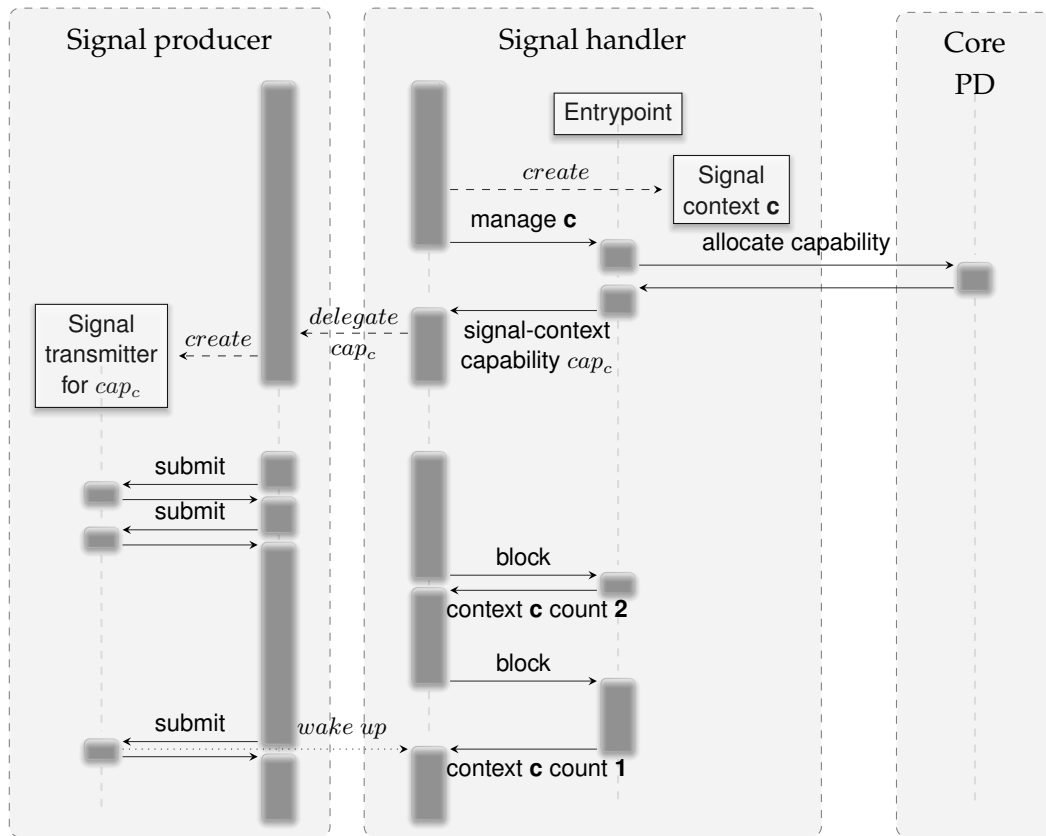 Signal producer
Signal handler
Core
PD
Entrypoint
create
Signal
context c
manage c
allocate capability
delegate
cap_c
signal-context
capability cap_c
create
Signal
transmitter
for cap_c
submit
submit
block
context c count 2
block
submit
wake up
context c count 1